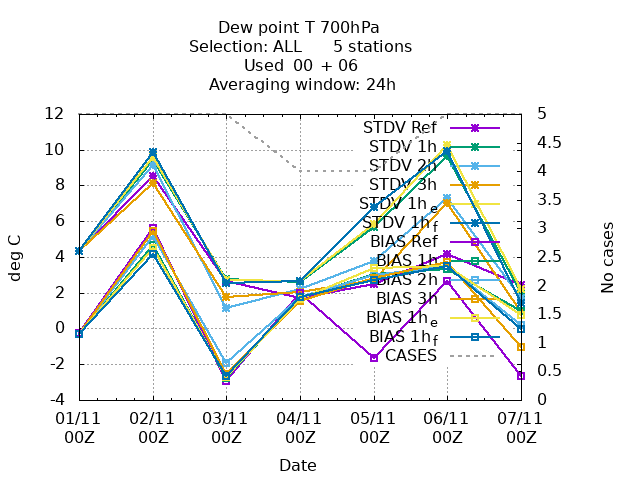 Dew point T 700hPa
Selection: ALL 5 stations
Used 00 + 06
Averaging window: 24h
deg C
No cases
12
10
8
6
4
2
0
-2
-4
5
4.5
4
3.5
3
2.5
2
1.5
1
0.5
0
STDV Ref
STDV 1h
STDV 2h
STDV 3h
STDV 1h_e
STDV 1h_f
BIAS Ref
BIAS 1h
BIAS 2h
BIAS 3h
BIAS 1h_e
BIAS 1h_f
CASES
01/11 02/11 03/11 04/11 05/11 06/11 07/11
00Z 00Z 00Z 00Z 00Z 00Z 00Z
Date